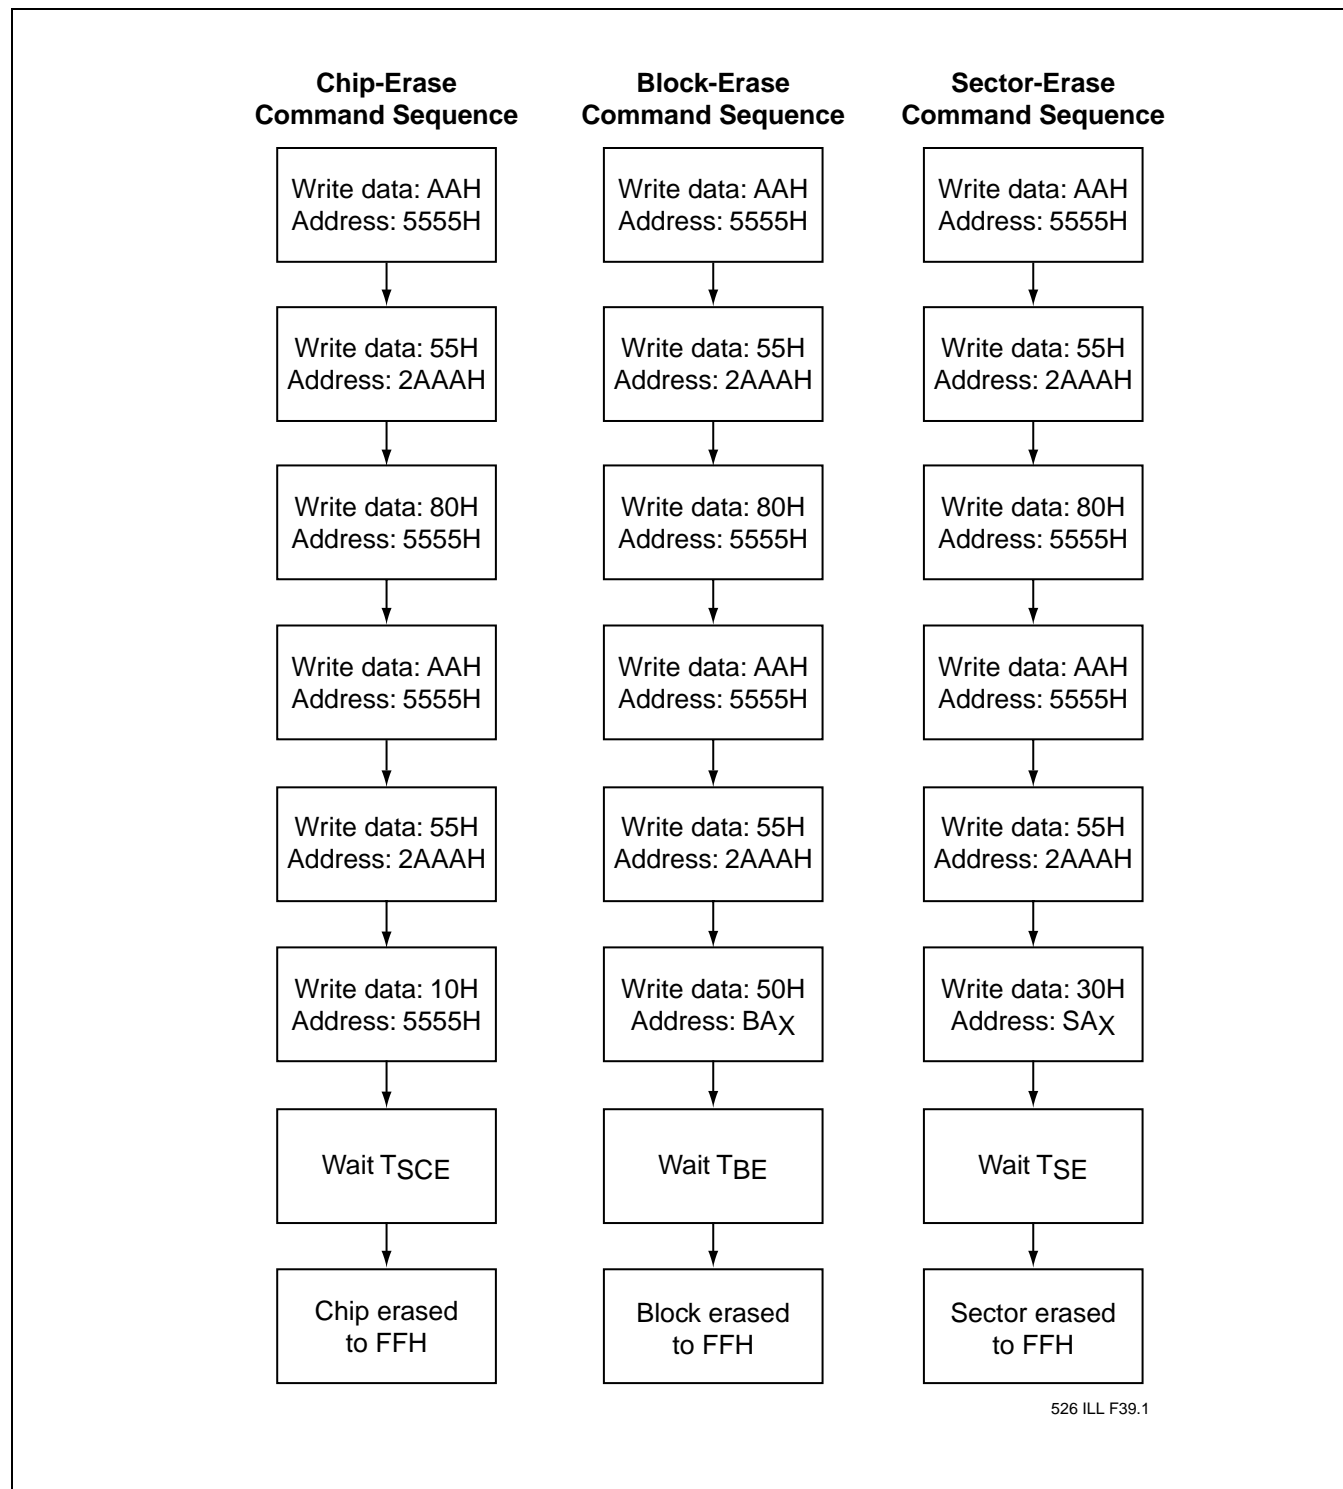 Chip-Erase
Command Sequence
Write data: AAH
Address: 5555H
Write data: 55H
Address: 2AAAH
Write data: 80H
Address: 5555H
Write data: AAH
Address: 5555H
Write data: 55H
Address: 2AAAH
Write data: 10H
Address: 5555H
Wait TSCE
Chip erased
to FFH
Block-Erase
Command Sequence
Write data: AAH
Address: 5555H
Write data: 55H
Address: 2AAAH
Write data: 80H
Address: 5555H
Write data: AAH
Address: 5555H
Write data: 55H
Address: 2AAAH
Write data: 50H
Address: BAX
Wait TBE
Block erased
to FFH
Sector-Erase
Command Sequence
Write data: AAH
Address: 5555H
Write data: 55H
Address: 2AAAH
Write data: 80H
Address: 5555H
Write data: AAH
Address: 5555H
Write data: 55H
Address: 2AAAH
Write data: 30H
Address: SAX
Wait TSE
Sector erased
to FFH
526 ILL F39.1